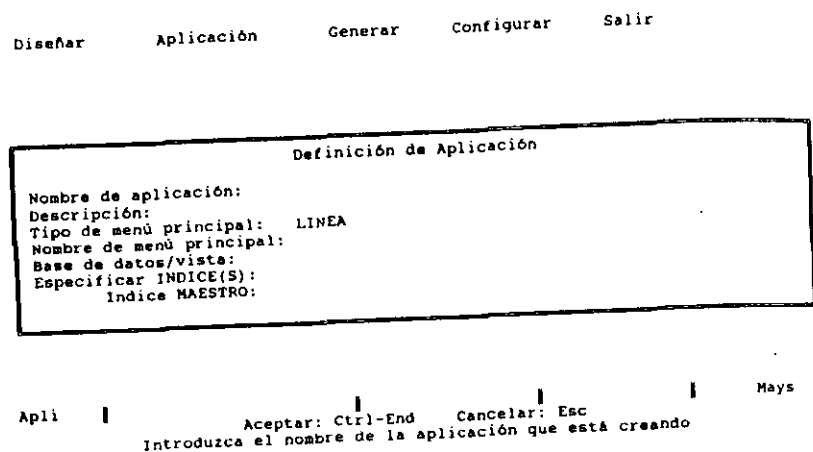 Diseñar Aplicación Generar Configurar Salir
Definición de Aplicación
Nombre de aplicación:
Descripción:
Tipo de menú principal: LINEA
Nombre de menú principal:
Base de datos/vista:
Especificar INDICE(S):
Indice MAESTRO:
Apli Mays
Aceptar: Ctrl-End Cancelar: Esc
Introduzca el nombre de la aplicación que está creando